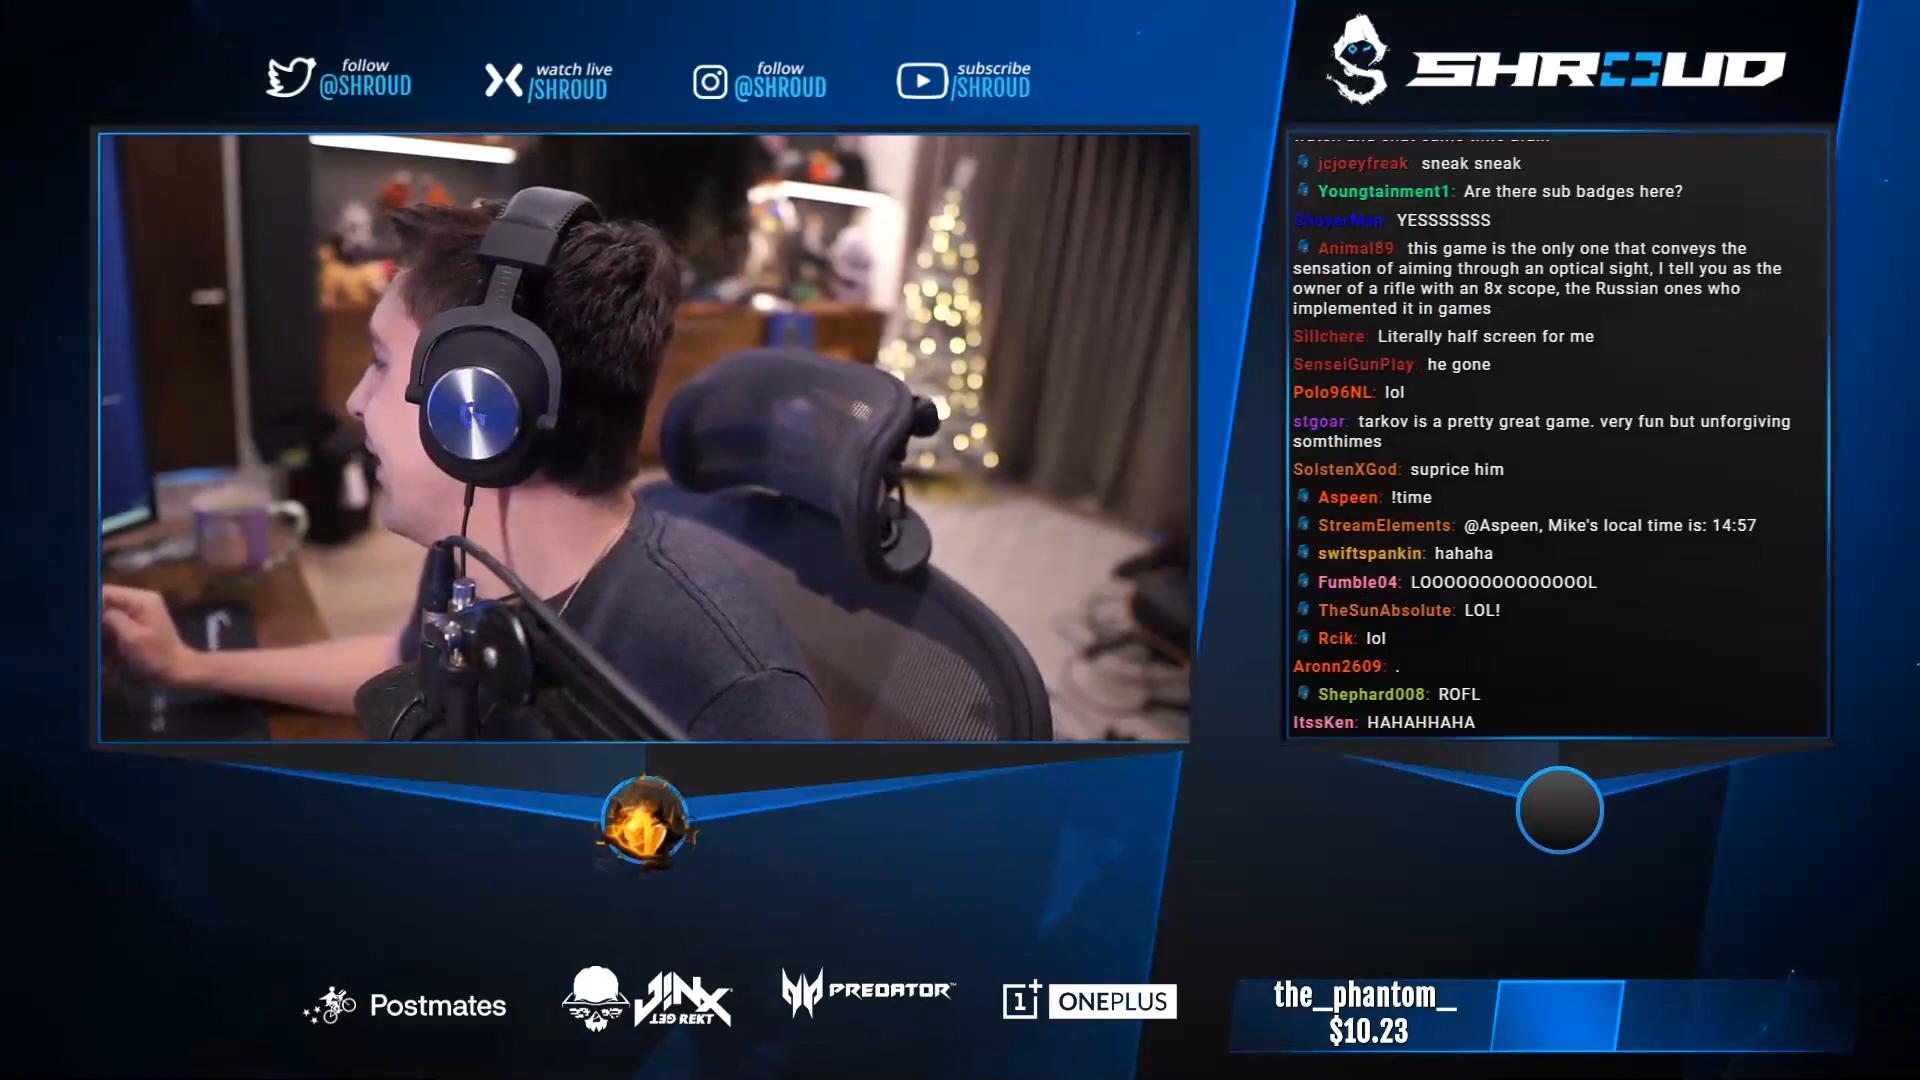 follow
@SHROUD
watch live
/SHROUD
follow
@SHROUD
subscribe
/SHROUD
SHROUD
jcjoeyfreak sneak sneak
Youngtainment1: Are there sub badges here?
ShoyerMan: YESSSSSSS
Animal89: this game is the only one that conveys the
sensation of aiming through an optical sight, I tell you as the
owner of a rifle with an 8x scope, the Russian ones who
implemented it in games
Sillchere: Literally half screen for me
SenseiGunPlay: he gone
Polo96NL: lol
stgoar: tarkov is a pretty great game. very fun but unforgiving
somthimes
SolstenXGod: suprice him
Aspeen: !time
StreamElements: @Aspeen, Mike's local time is: 14:57
swiftspankin: hahaha
Fumble04: LOOOOOOOOOOOOOOL
TheSunAbsolute: LOL!
Rcik: lol
Aronn2609: .
Shephard008: ROFL
ItssKen: HAHAHHAHA
Postmates
JINX
GET REKT
PREDATOR
1+ ONEPLUS
the_phantom_
$10.23